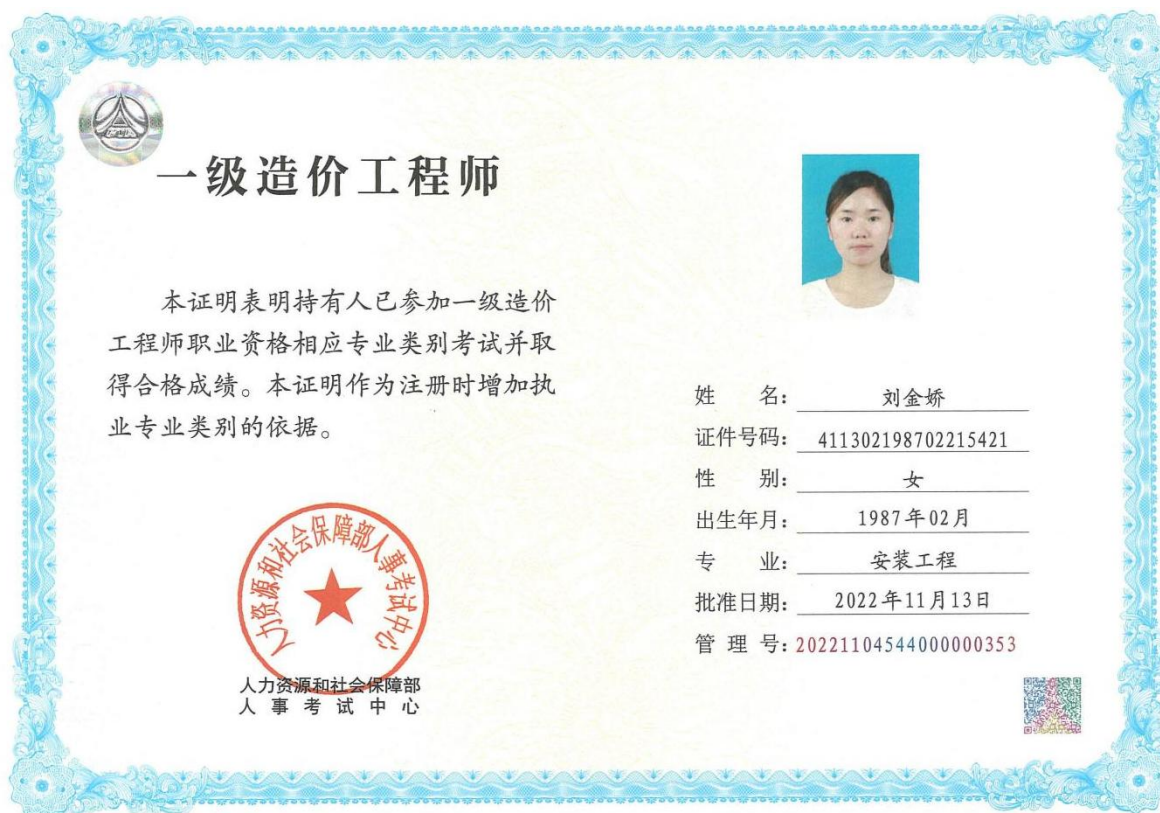 一级造价工程师
本证明表明持有人已参加一级造价
工程师职业资格相应专业类别考试并取
得合格成绩。本证明作为注册时增加执
业专业类别的依据。
人力资源和社会保障部人事考试中心
人力资源和社会保障部
人事考试中心
姓名：刘金娇
证件号码：411302198702215421
性别：女
出生年月：1987年02月
专业：安装工程
批准日期：2022年11月13日
管理号：20221104544000000353